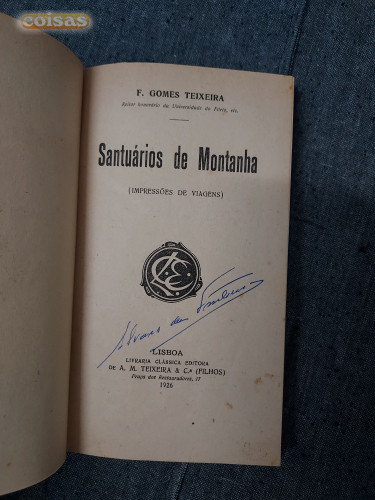 coisas
F. GOMES TEIXEIRA
Reitor honorário da Universidade do Porto, etc.
Santuários de Montanha
(IMPRESSÕES DE VIAGENS)
LISBOA
LIVRARIA CLÁSSICA EDITORA
DE A. M. TEIXEIRA & C.ª (FILHOS)
Praça dos Restauradores, 17
1926